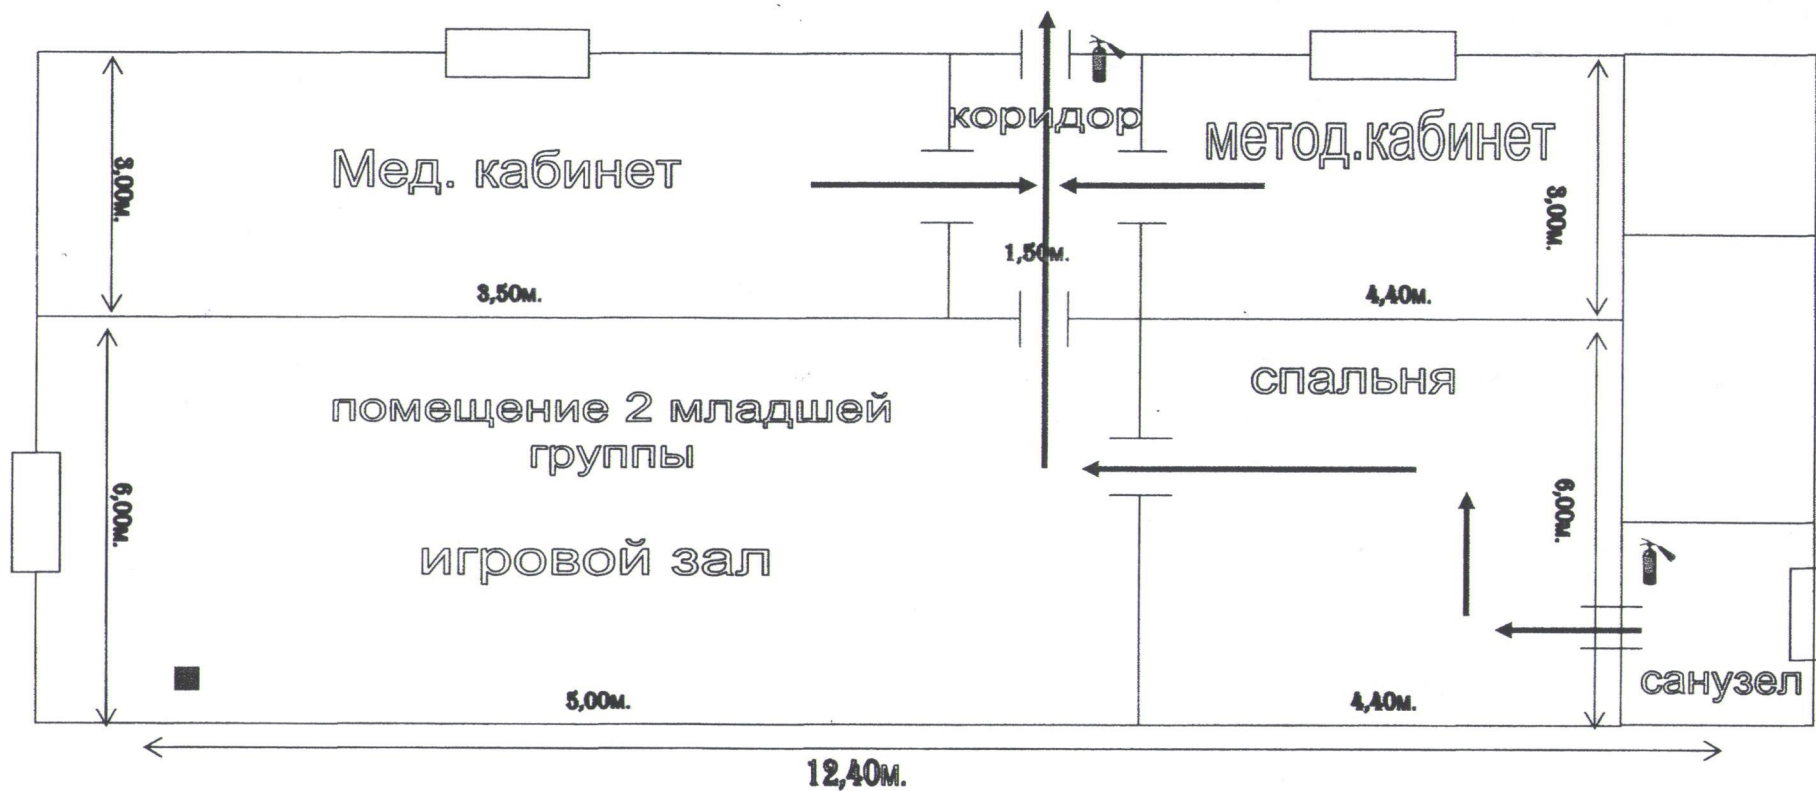 коридор
метод.кабинет
Мед. кабинет
3,00м.
3,00м.
1,50м.
3,50м.
4,40м.
спальня
помещение 2 младшей
группы
6,00м.
6,00м.
игровой зал
санузел
5,00м.
4,40м.
12,40м.